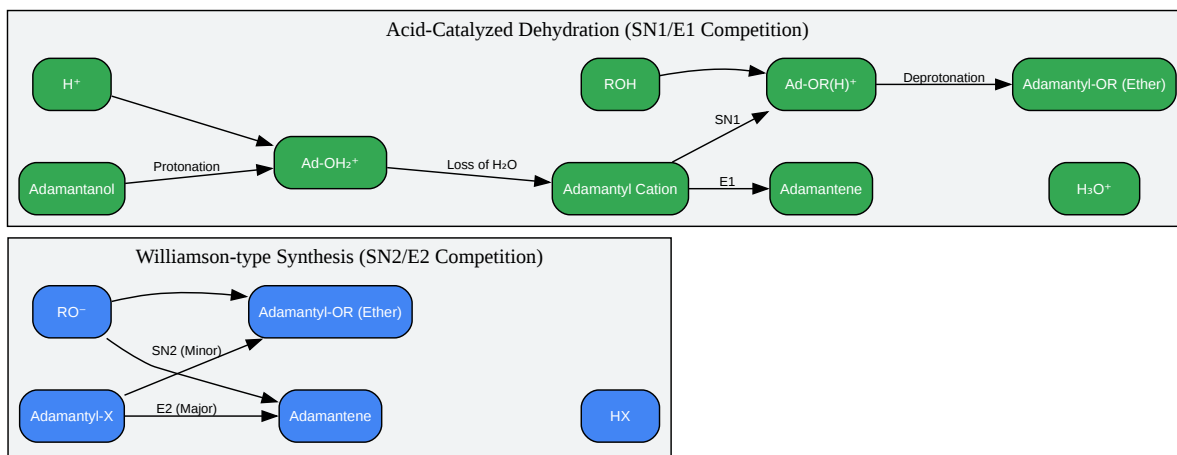 Acid-Catalyzed Dehydration (SN1/E1 Competition)
H⁺
ROH
Ad-OR(H)⁺
Deprotonation
Adamantyl-OR (Ether)
SN1
Adamantanol
Protonation
Ad-OH₂⁺
Loss of H₂O
Adamantyl Cation
E1
Adamantene
H₃O⁺
Williamson-type Synthesis (SN2/E2 Competition)
RO⁻
Adamantyl-OR (Ether)
SN2 (Minor)
Adamantyl-X
E2 (Major)
Adamantene
HX